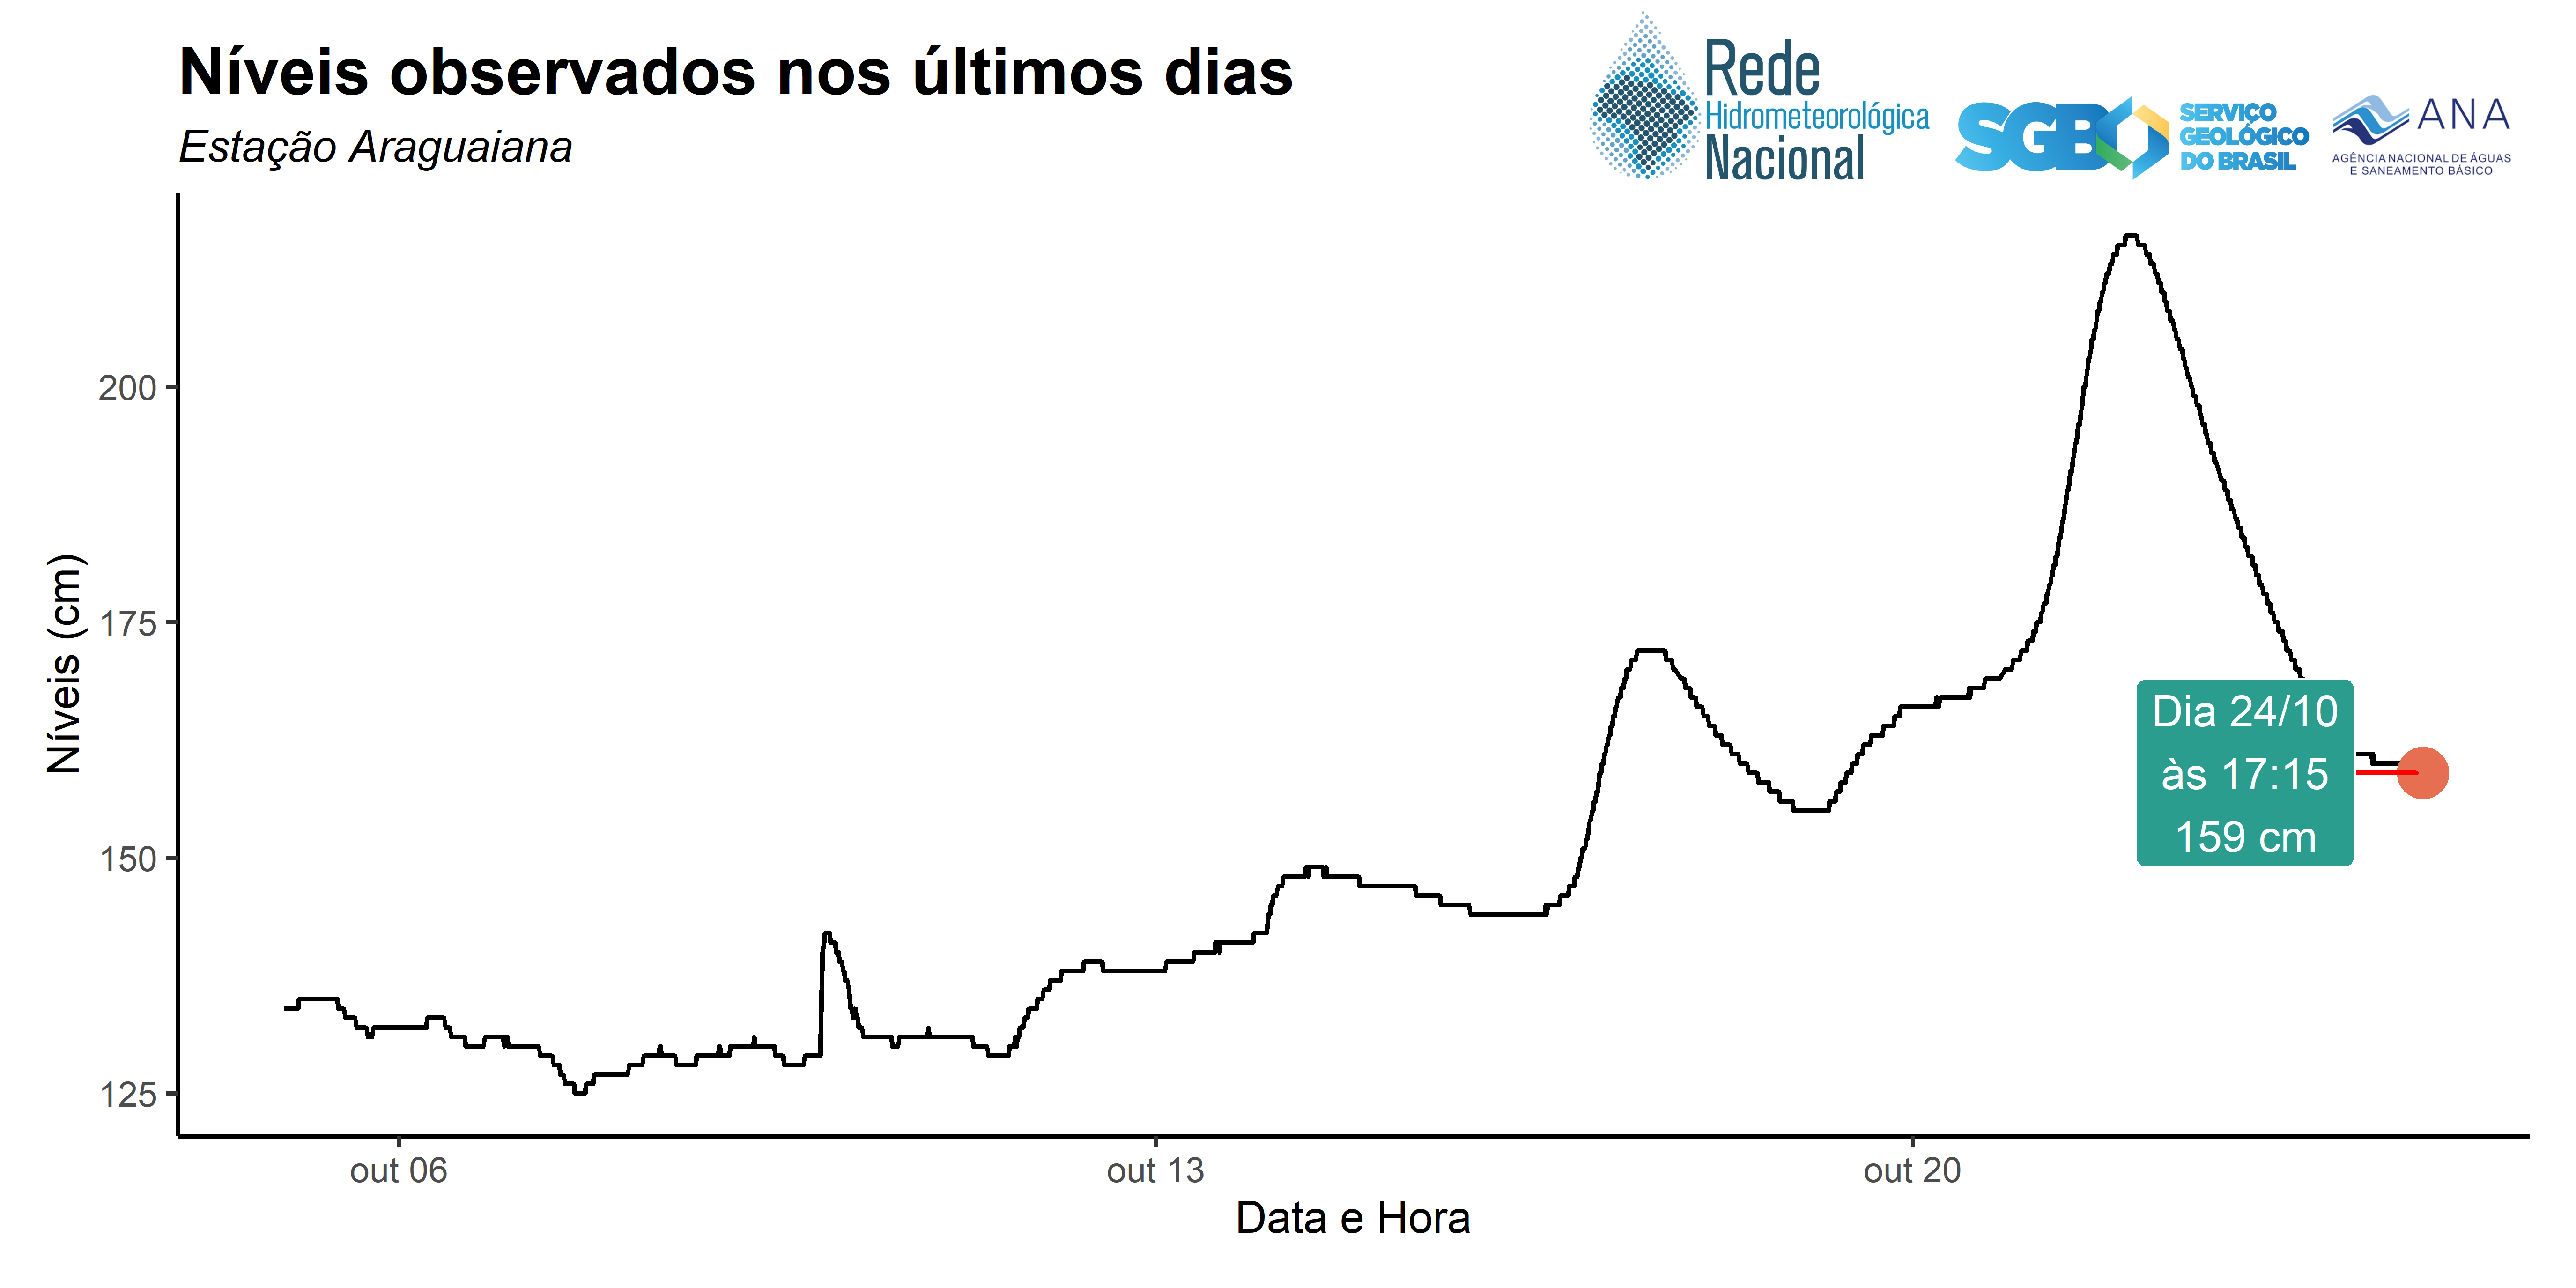 Níveis observados nos últimos dias
Estação Araguaiana
Rede
Hidrometeorológica
Nacional
SGB
SERVIÇO
GEOLÓGICO
DO BRASIL
ANA
AGÊNCIA NACIONAL DE ÁGUAS
E SANEAMENTO BÁSICO
Níveis (cm)
200
175
150
125
Dia 24/10
às 17:15
159 cm
out 06
out 13
out 20
Data e Hora